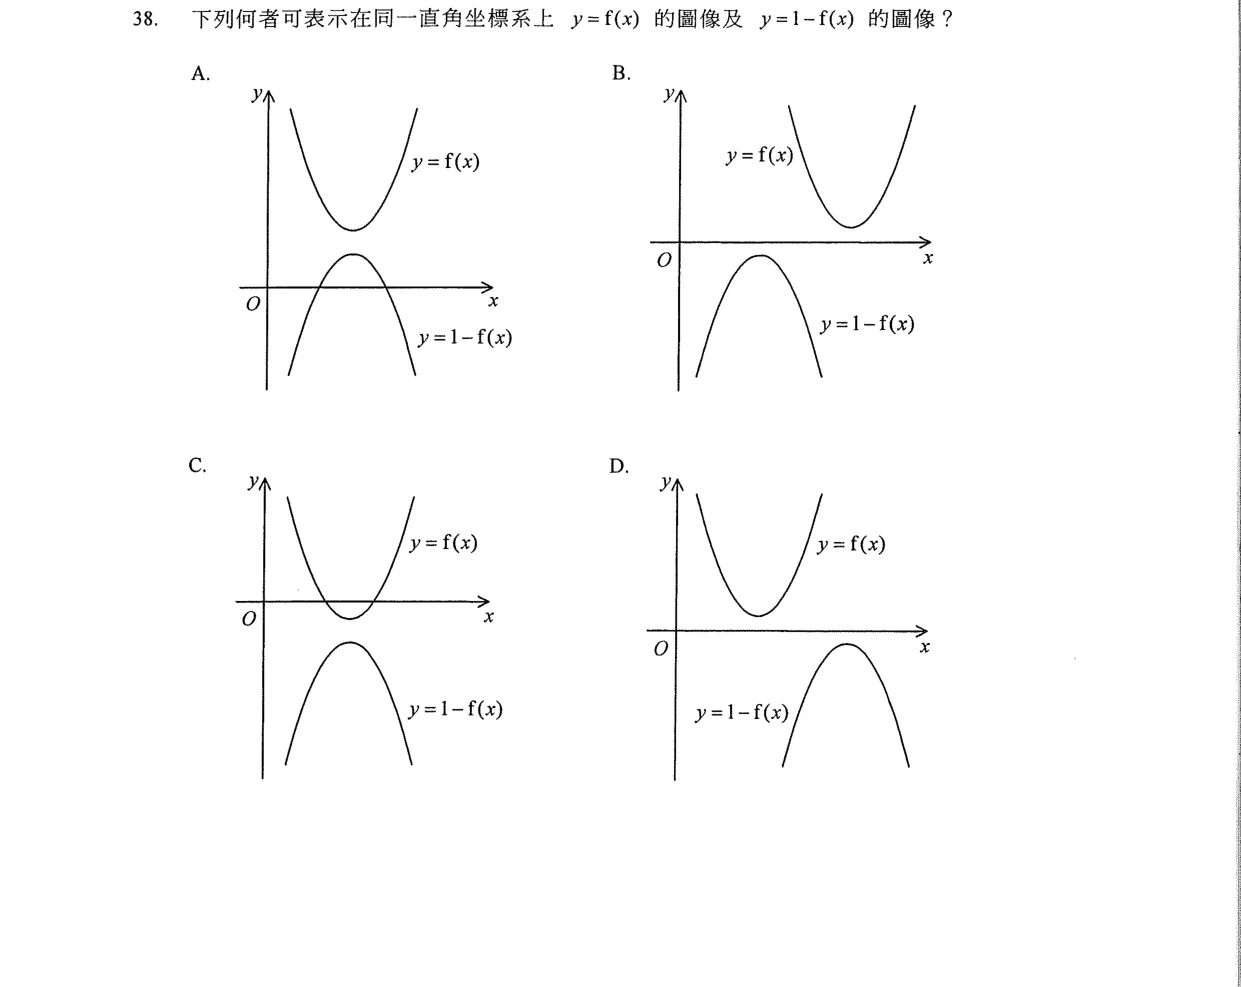 38. 下列何者可表示在同一直角坐標系上 y = f(x) 的圖像及 y = 1 – f(x) 的圖像？
A.
B.
y
y = f(x)
O
x
y = 1 – f(x)
y
y = f(x)
O
x
y = 1 – f(x)
C.
D.
y
y = f(x)
O
x
y = 1 – f(x)
y
y = f(x)
O
x
y = 1 – f(x)